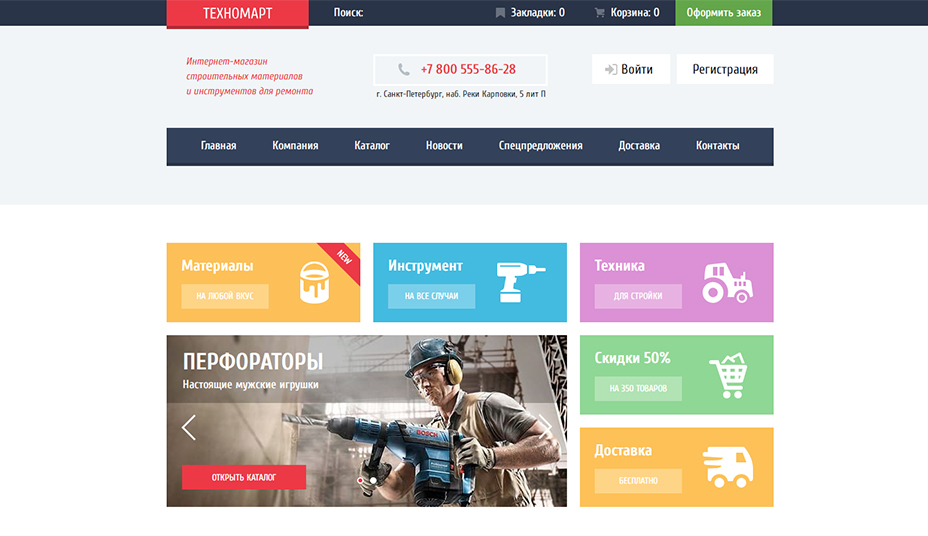 ТЕХНОМАРТ
Поиск:
Закладки: 0
Корзина: 0
Оформить заказ
Интернет-магазин
строительных материалов
и инструментов для ремонта
+7 800 555-86-28
г. Санкт-Петербург, наб. Реки Карповки, 5 лит П
Войти
Регистрация
Главная
Компания
Каталог
Новости
Спецпредложения
Доставка
Контакты
Материалы
НА ЛЮБОЙ ВКУС
NEW
Инструмент
НА ВСЕ СЛУЧАИ
Техника
ДЛЯ СТРОЙКИ
ПЕРФОРАТОРЫ
Настоящие мужские игрушки
BOSCH
ОТКРЫТЬ КАТАЛОГ
Скидки 50%
НА 350 ТОВАРОВ
Доставка
БЕСПЛАТНО